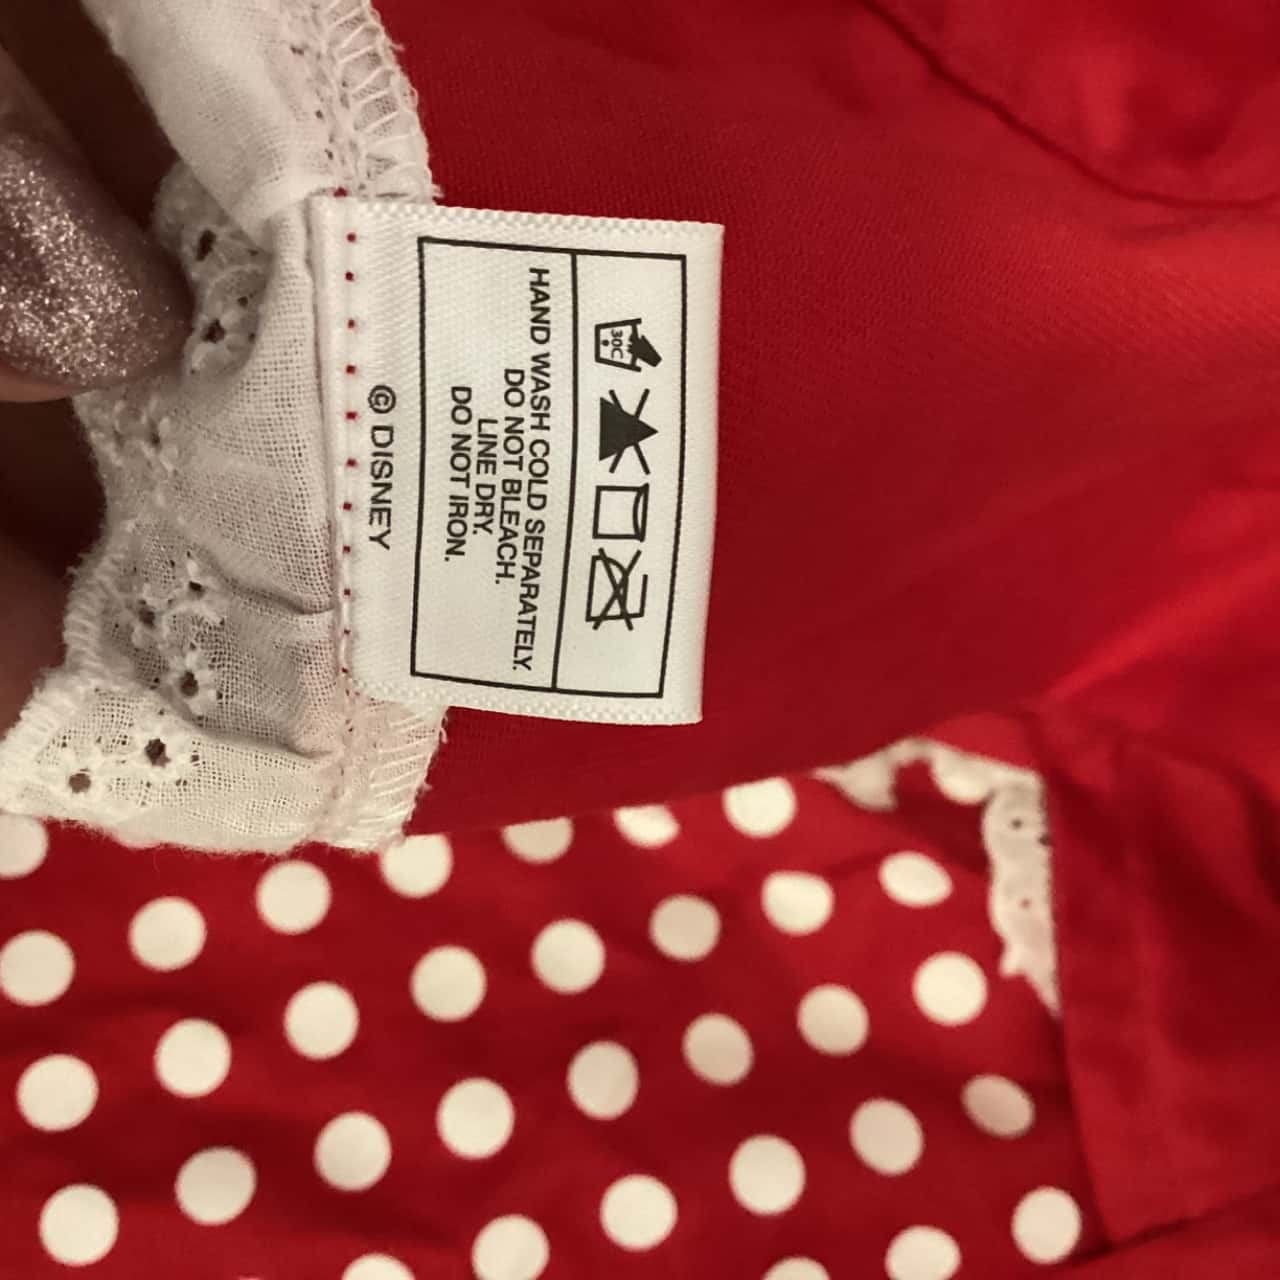 30C
HAND WASH COLD SEPARATELY.
DO NOT BLEACH.
LINE DRY.
DO NOT IRON.
© DISNEY